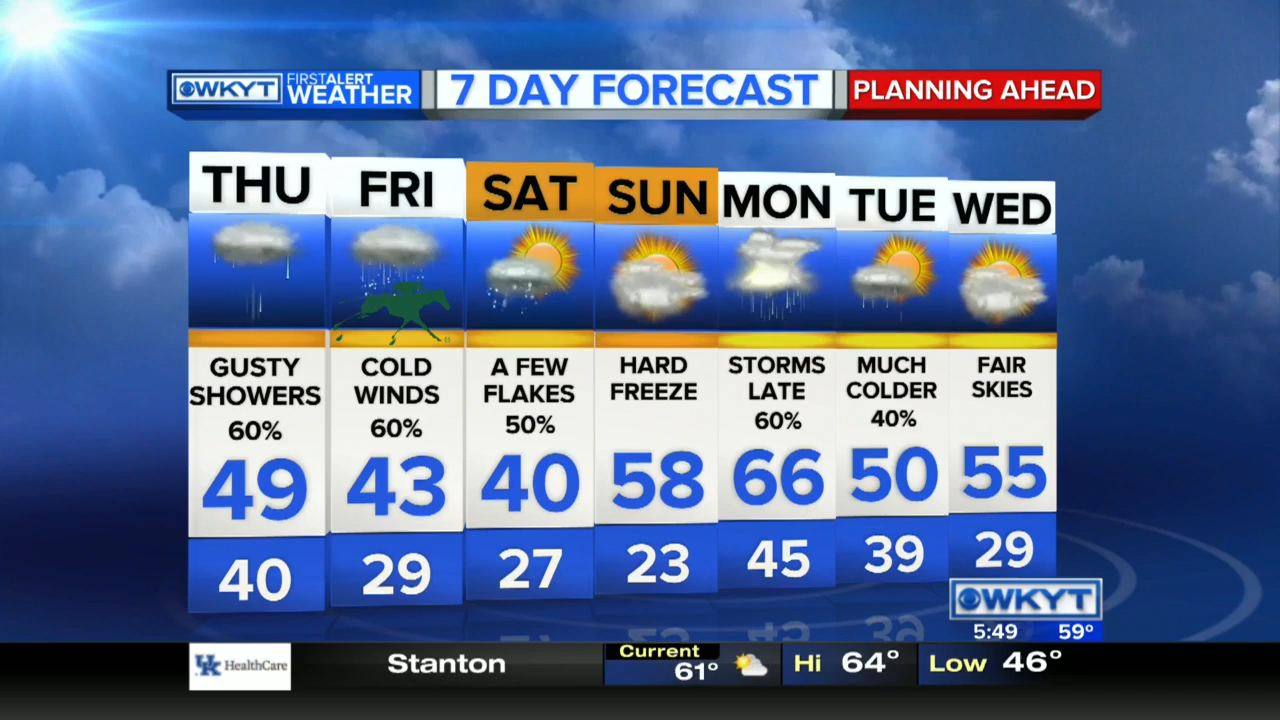 WKYT FIRST ALERT WEATHER
7 DAY FORECAST
PLANNING AHEAD
THU FRI SAT SUN MON TUE WED
GUSTY SHOWERS 60%
COLD WINDS 60%
A FEW FLAKES 50%
HARD FREEZE
STORMS LATE 60%
MUCH COLDER 40%
FAIR SKIES
49 43 40 58 66 50 55
40 29 27 23 45 39 29
WKYT
5:49 59°
UK HealthCare
Stanton
Current 61°
Hi 64°
Low 46°